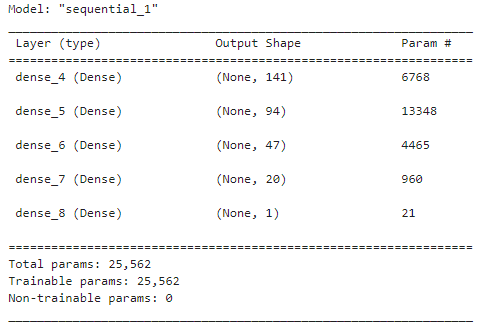 Model: "sequential_1"
Layer (type) Output Shape Param #
dense_4 (Dense) (None, 141) 6768
dense_5 (Dense) (None, 94) 13348
dense_6 (Dense) (None, 47) 4465
dense_7 (Dense) (None, 20) 960
dense_8 (Dense) (None, 1) 21
Total params: 25,562
Trainable params: 25,562
Non-trainable params: 0